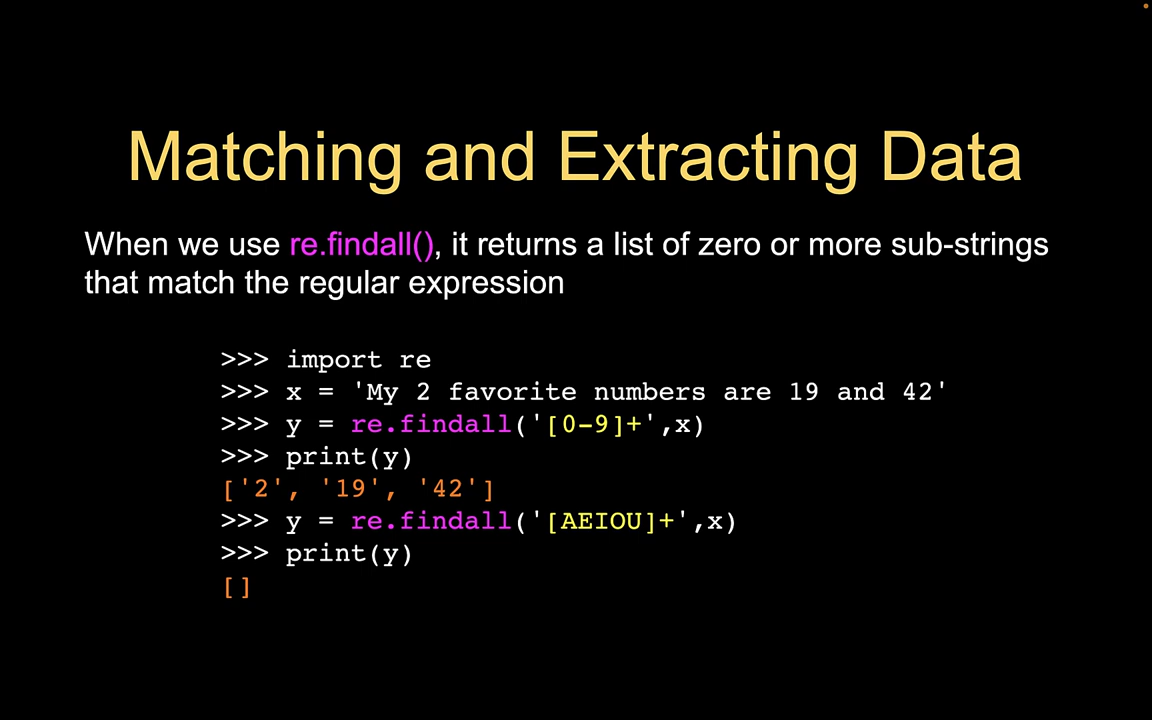 Matching and Extracting Data
When we use re.findall(), it returns a list of zero or more sub-strings
that match the regular expression
>>> import re
>>> x = 'My 2 favorite numbers are 19 and 42'
>>> y = re.findall('[0-9]+',x)
>>> print(y)
['2', '19', '42']
>>> y = re.findall('[AEIOU]+',x)
>>> print(y)
[]